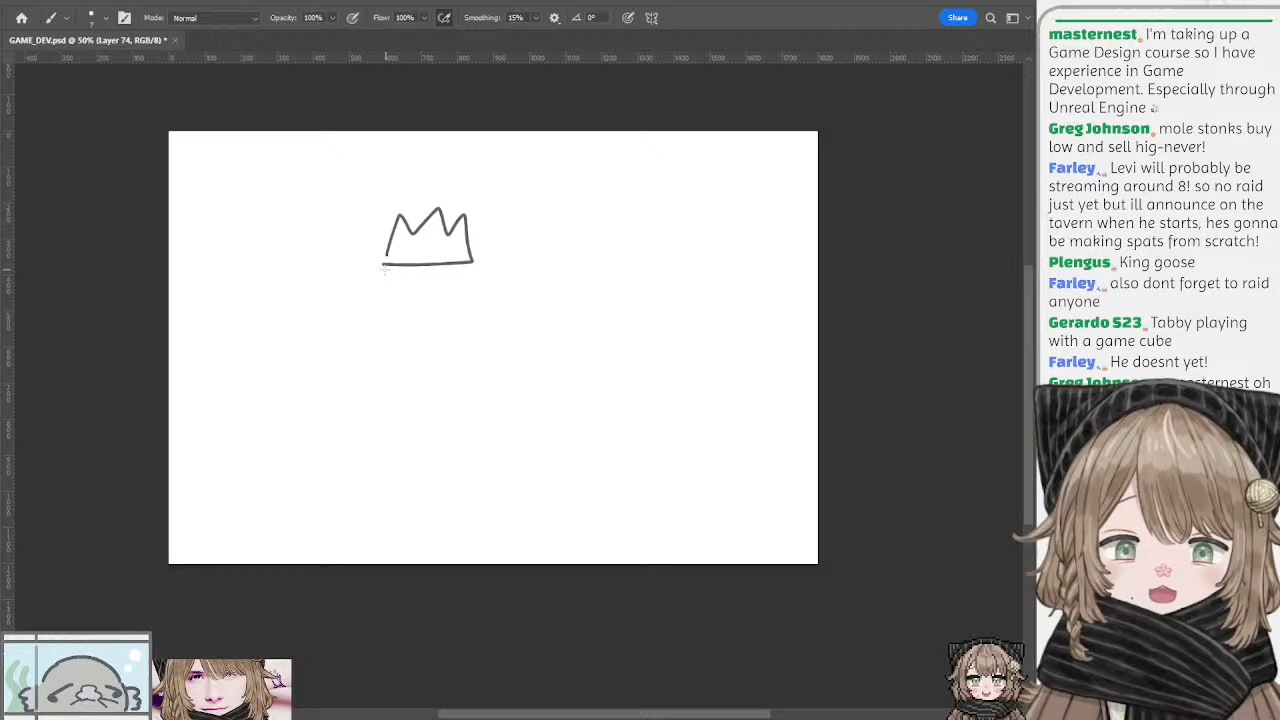 Mode: Normal Opacity: 100% Flow: 100% Smoothing: 15% 0° Share
GAME_DEV.psd @ 50% (Layer 74, RGB/8) *
masternest I'm taking up a
Game Design course so I have
experience in Game
Development. Especially through
Unreal Engine
Greg Johnson mole stonks buy
low and sell hig-never!
Farley Levi will probably be
streaming around 8! so no raid
just yet but ill announce on the
tavern when he starts, hes gonna
be making spats from scratch!
Plengus King goose
Farley also dont forget to raid
anyone
Gerardo S23 Tabby playing
with a game cube
Farley He doesnt yet!